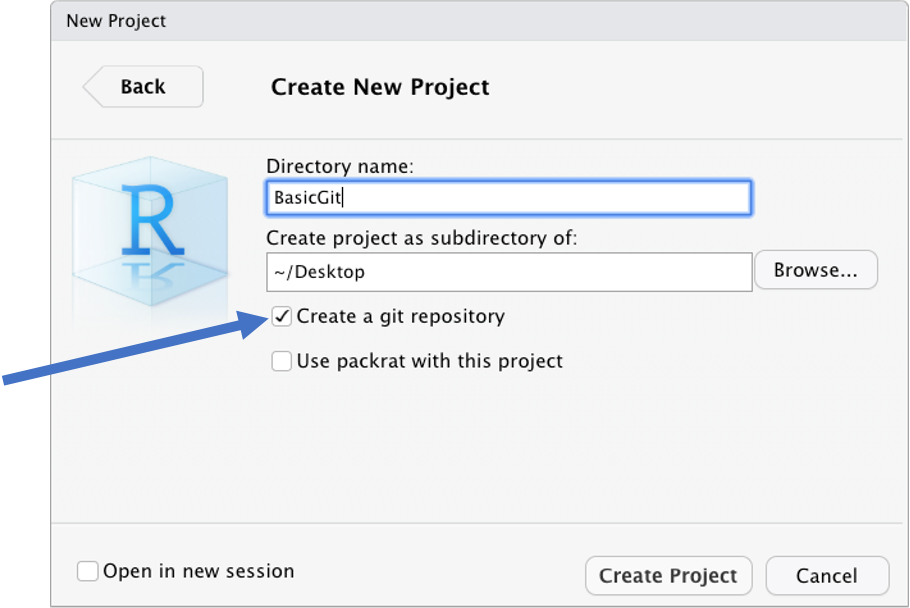 New Project
Back
Create New Project
R
Directory name:
BasicGit
Create project as subdirectory of:
~/Desktop
Browse...
Create a git repository
Use packrat with this project
Open in new session
Create Project
Cancel